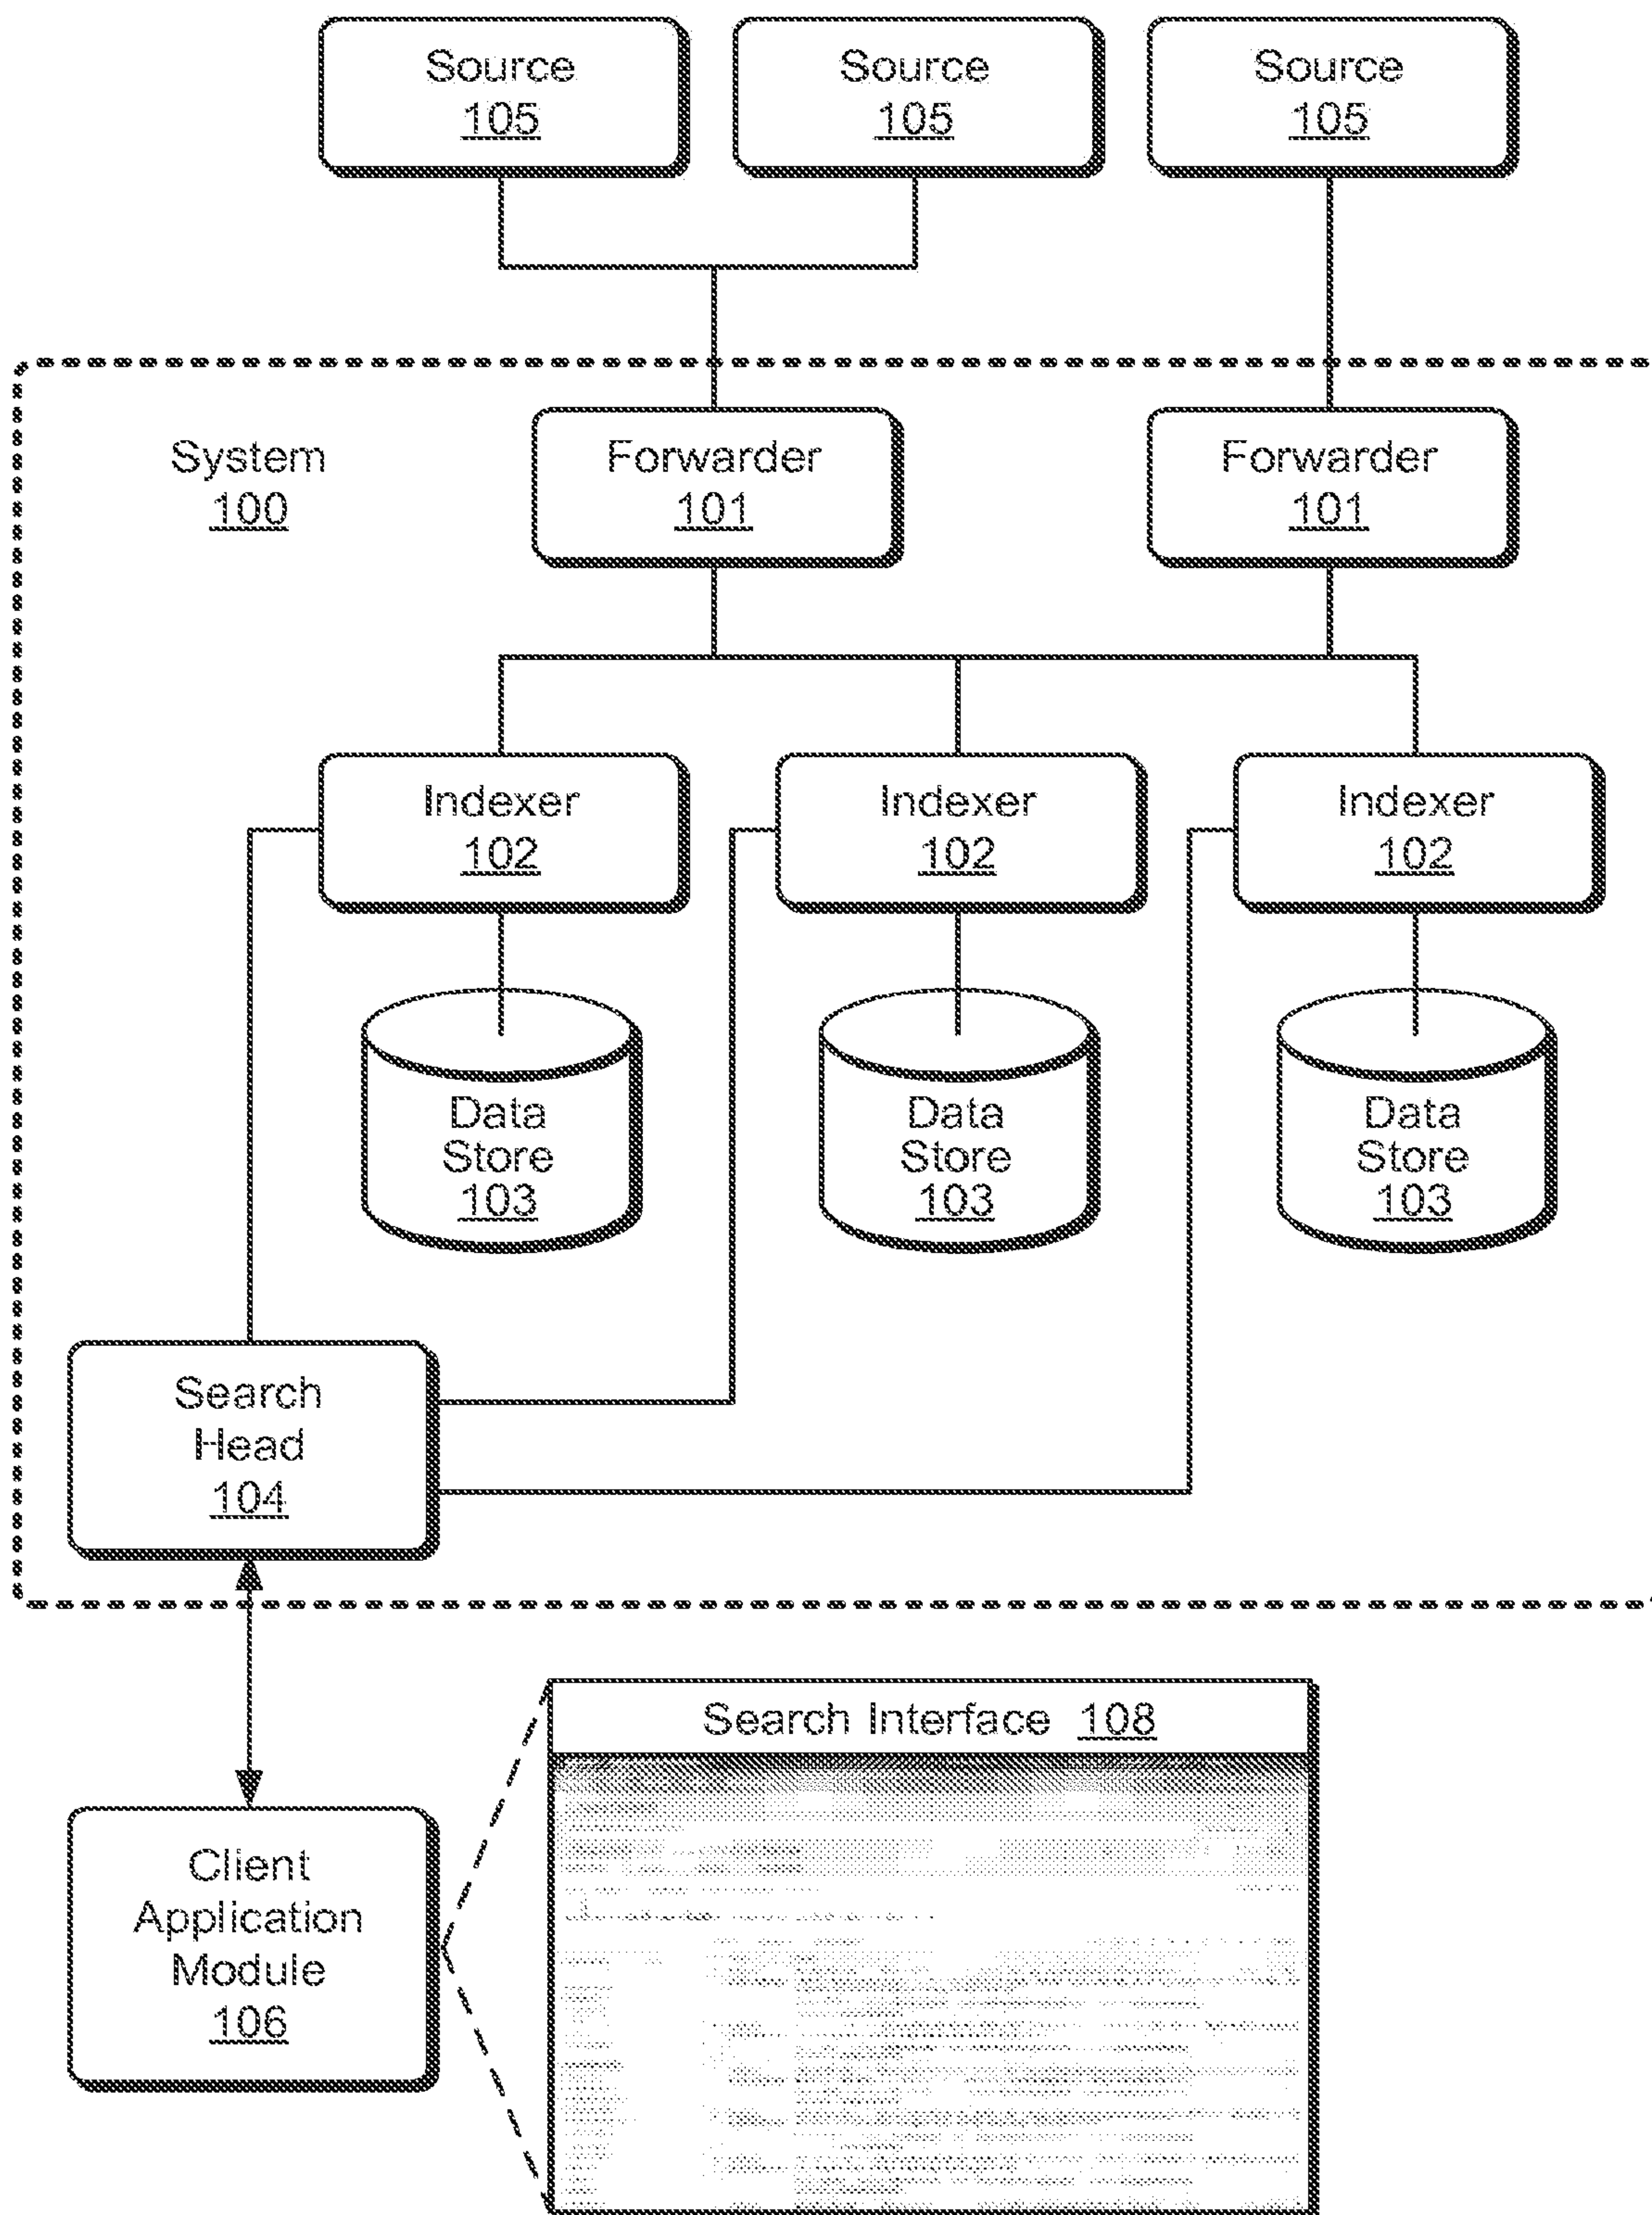 Source
105
Source
105
Source
105
System
100
Forwarder
101
Forwarder
101
Indexer
102
Indexer
102
Indexer
102
Data
Store
103
Data
Store
103
Data
Store
103
Search
Head
104
Search Interface 108
Client
Application
Module
106